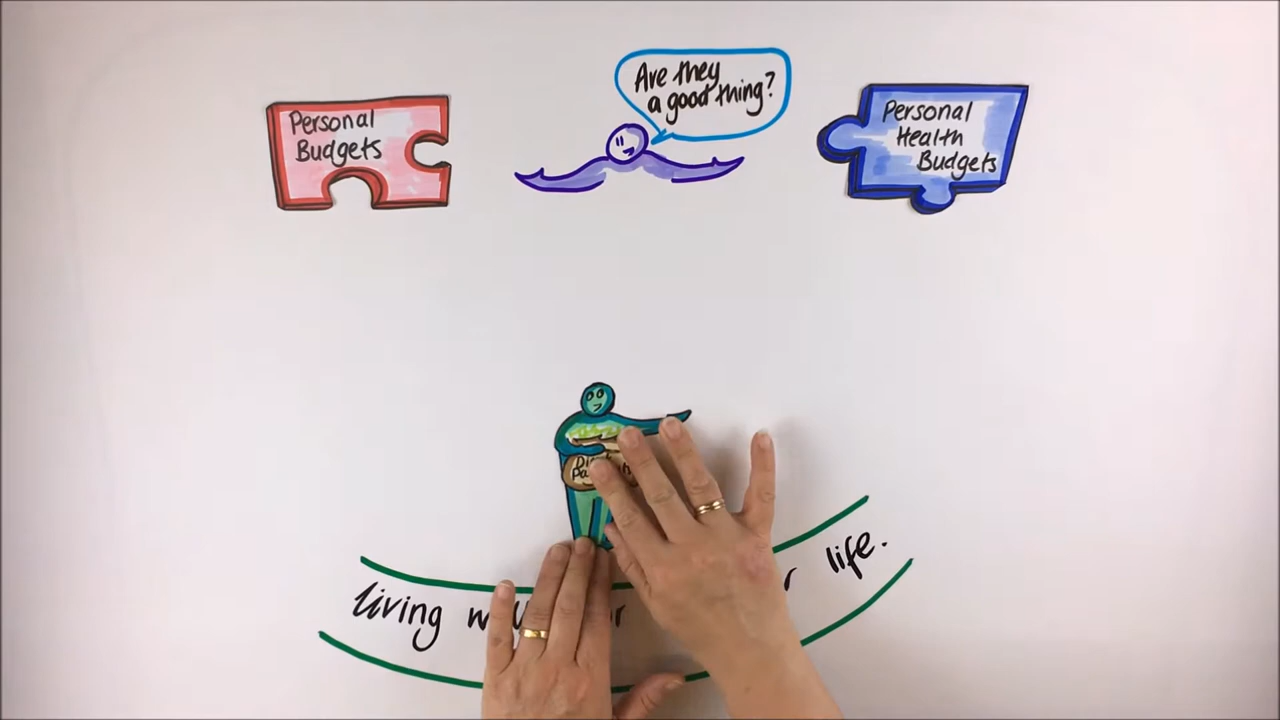 Personal
Budgets
Are they
a good thing?
Personal
Health
Budgets
living
life.